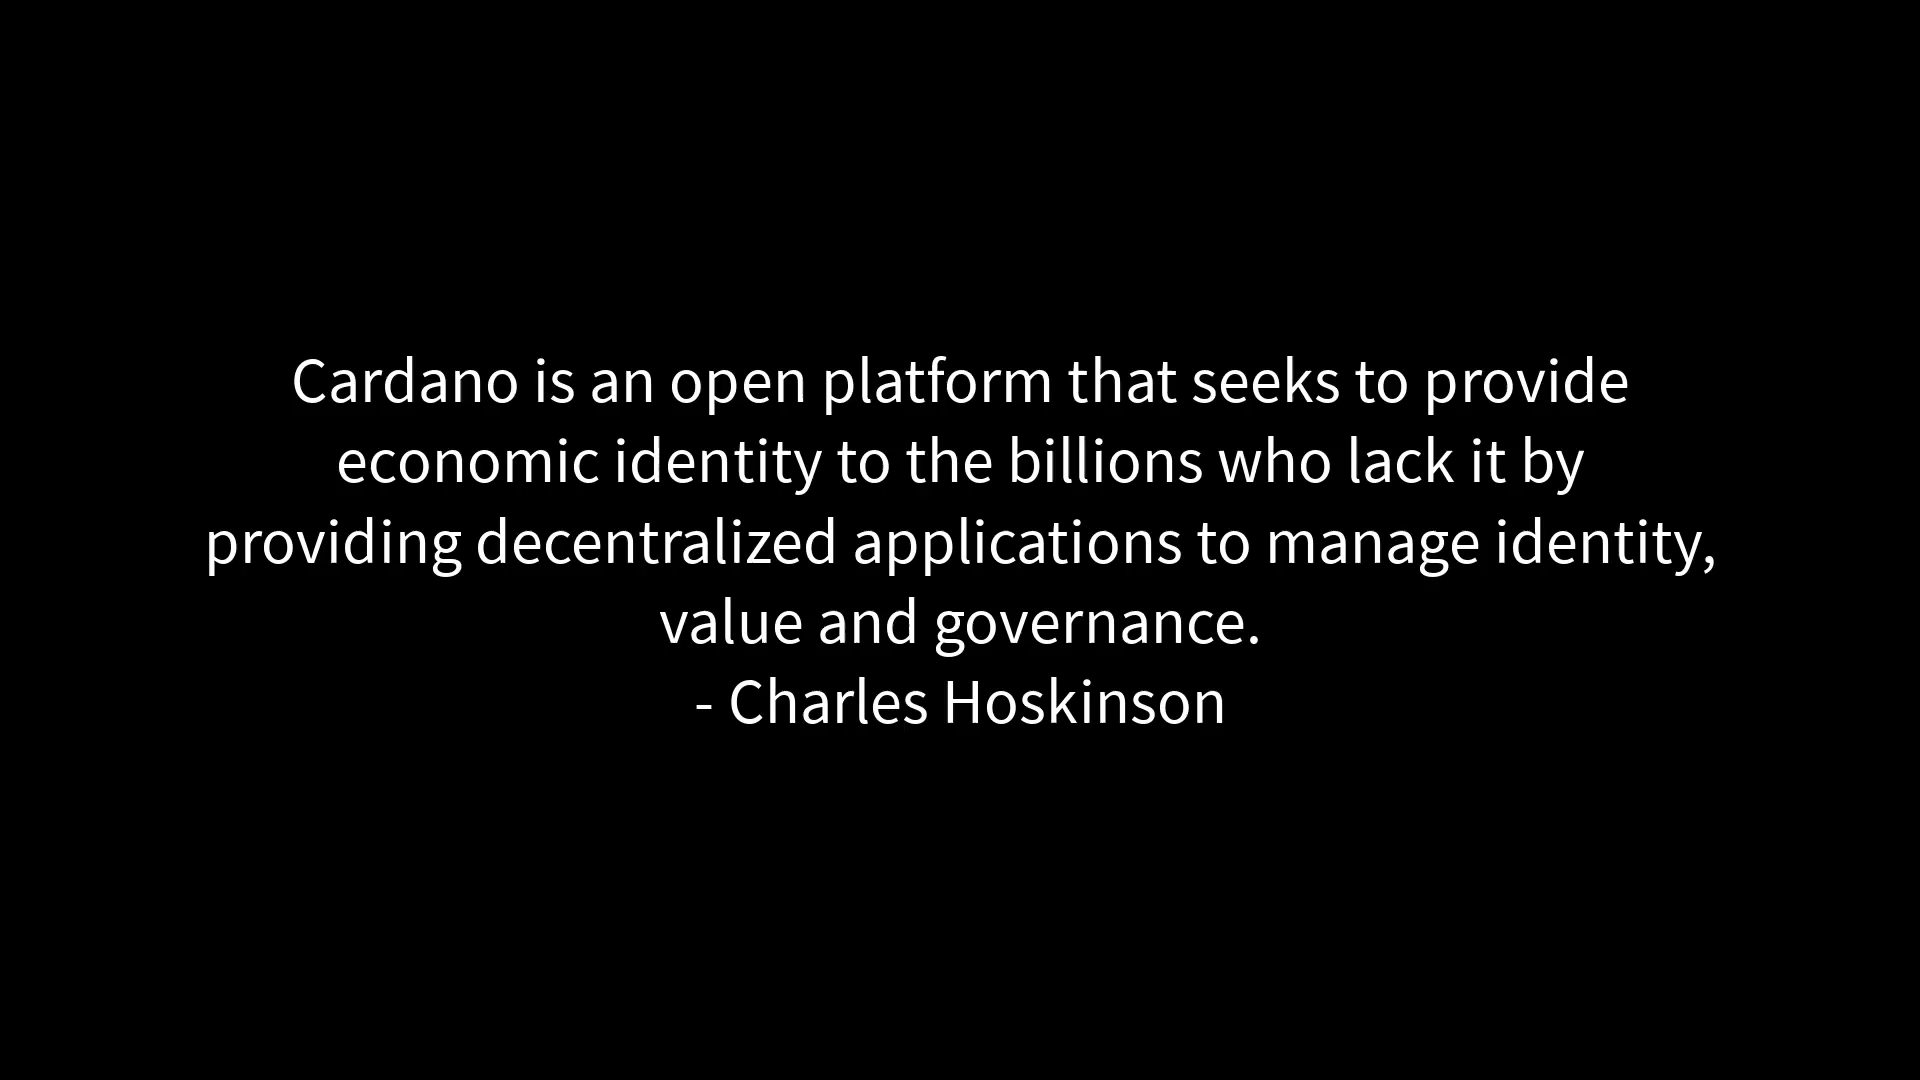 Cardano is an open platform that seeks to provide
economic identity to the billions who lack it by
providing decentralized applications to manage identity,
value and governance.
- Charles Hoskinson